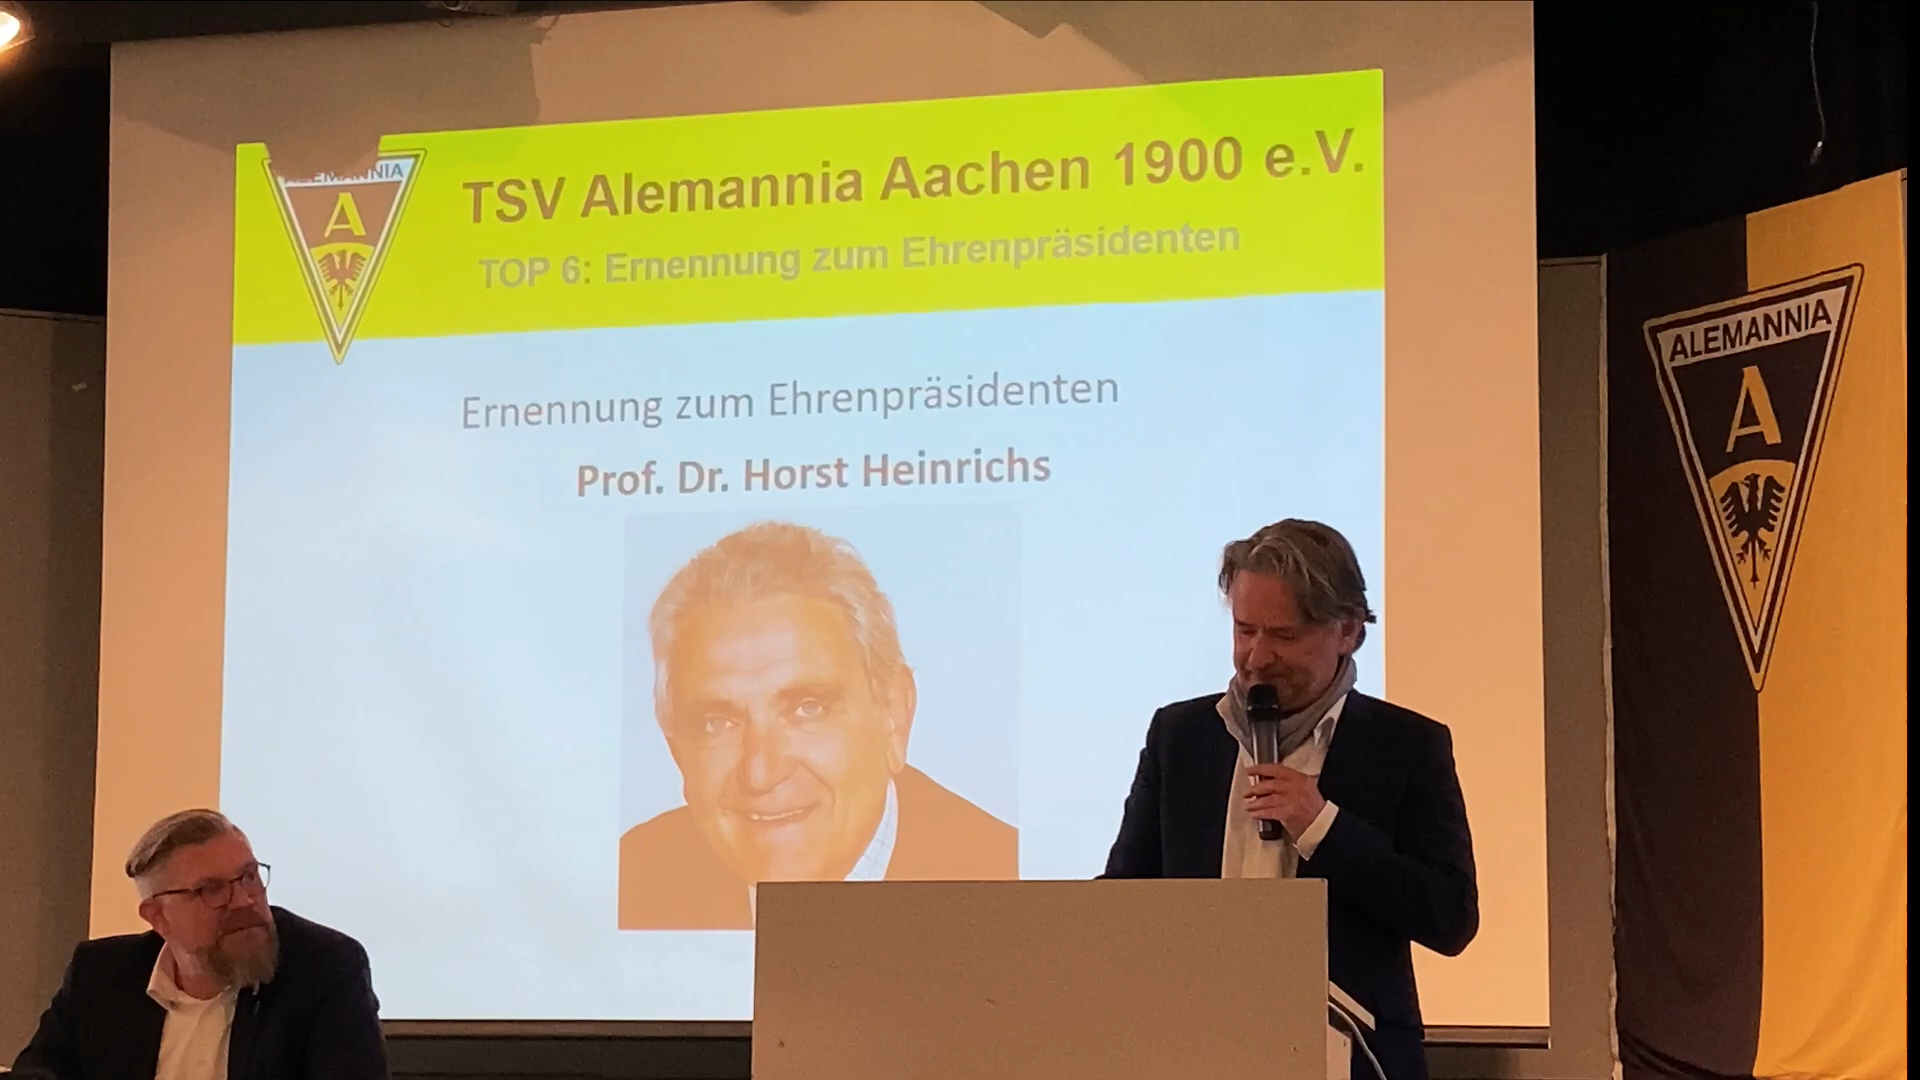 TSV Alemannia Aachen 1900 e.V.
TOP 6: Ernennung zum Ehrenpräsidenten
ALEMANNIA
A
Ernennung zum Ehrenpräsidenten
Prof. Dr. Horst Heinrichs
ALEMANNIA
A